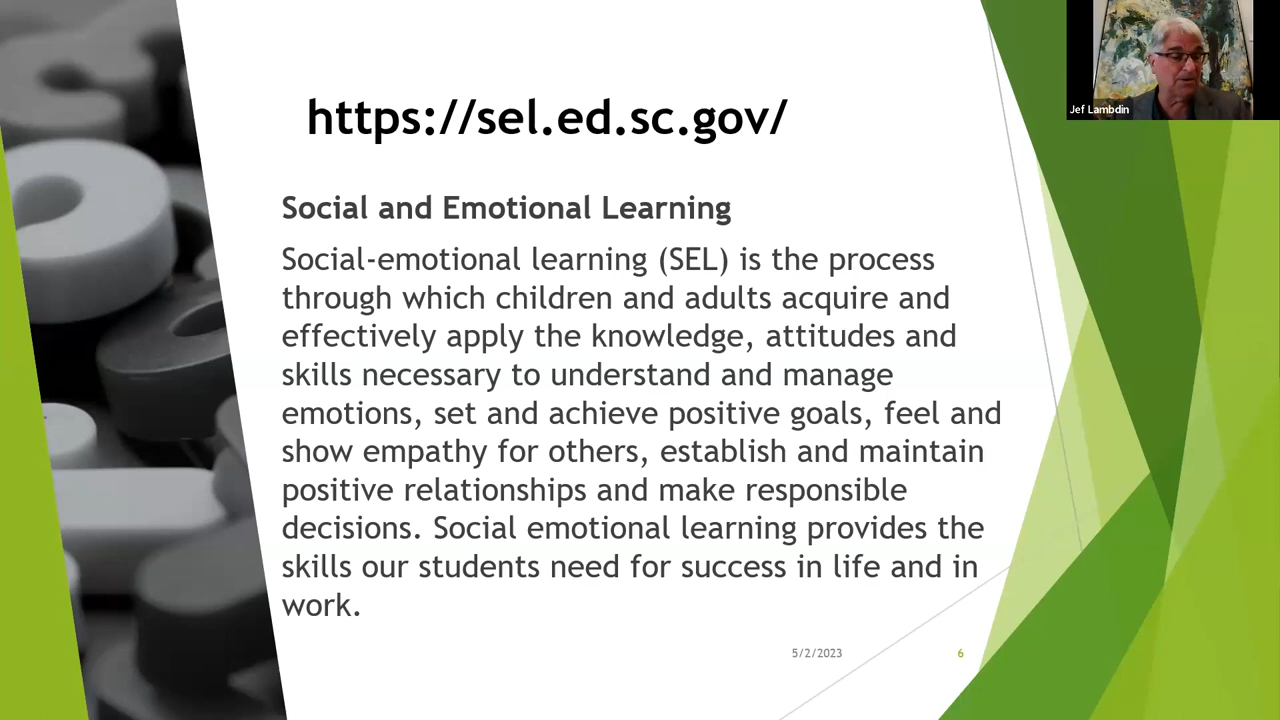 https://sel.ed.sc.gov/
Jef Lambdin
Social and Emotional Learning
Social-emotional learning (SEL) is the process
through which children and adults acquire and
effectively apply the knowledge, attitudes and
skills necessary to understand and manage
emotions, set and achieve positive goals, feel and
show empathy for others, establish and maintain
positive relationships and make responsible
decisions. Social emotional learning provides the
skills our students need for success in life and in
work.
5/2/2023
6